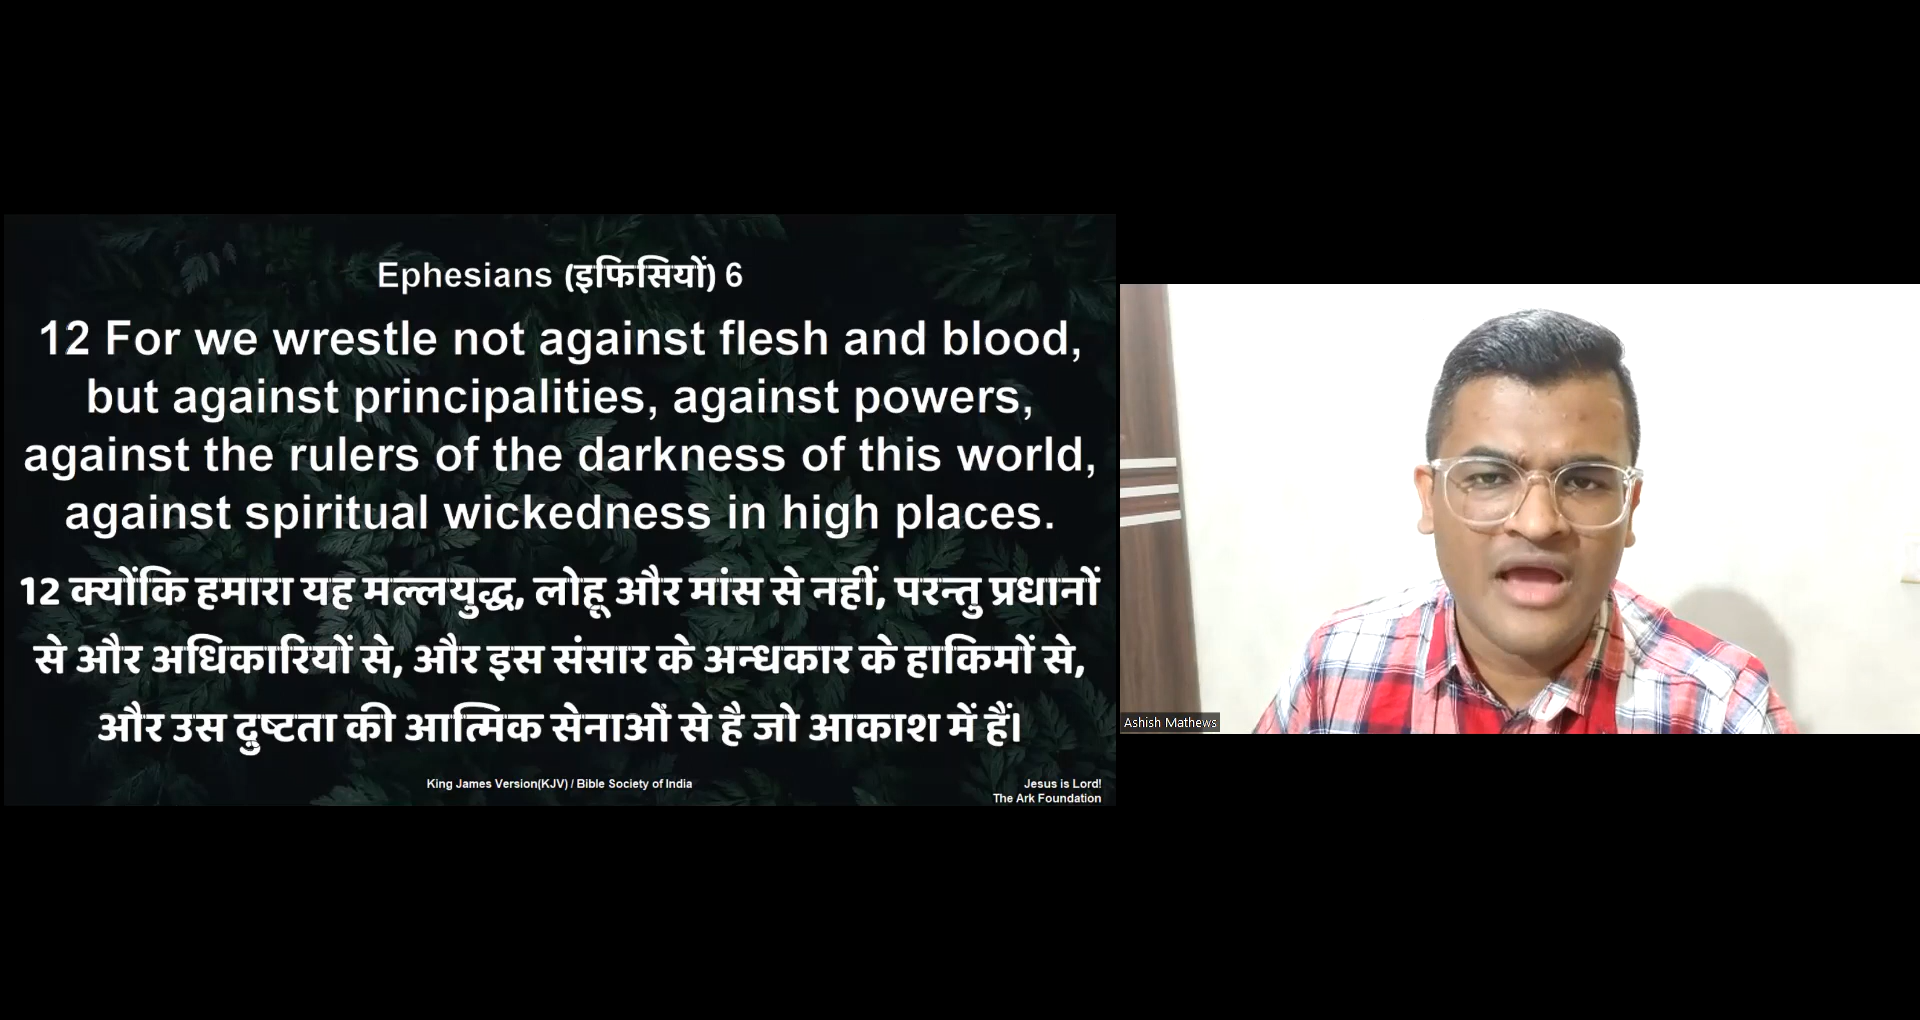 Ephesians (इफिसियों) 6
12 For we wrestle not against flesh and blood,
but against principalities, against powers,
against the rulers of the darkness of this world,
against spiritual wickedness in high places.
12 क्योंकि हमारा यह मल्लयुद्ध, लोहू और मांस से नहीं, परन्तु प्रधानों
से और अधिकारियों से, और इस संसार के अन्धकार के हाकिमों से,
और उस दुष्टता की आत्मिक सेनाओं से है जो आकाश में हैं।
King James Version(KJV) / Bible Society of India
Jesus is Lord!
The Ark Foundation
Ashish Mathews